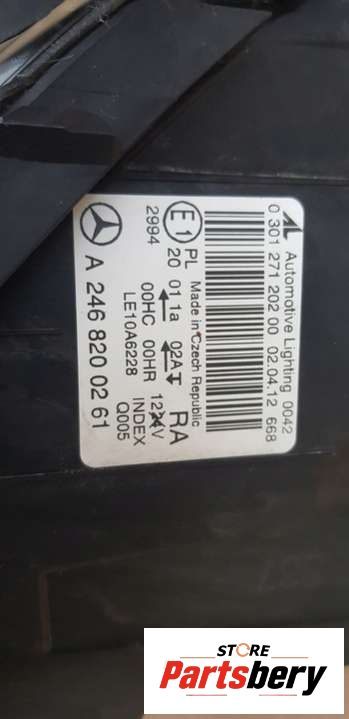 Automotive Lighting 0042
0 301 271 202 00 02.04.12 668
Made in Czech Republic
E1 PL RA
20 01 1a 02A
2994 00HC 00HR 12V
LE10A6228 INDEX
Q005
A 246 820 02 61
STORE
Partsbery